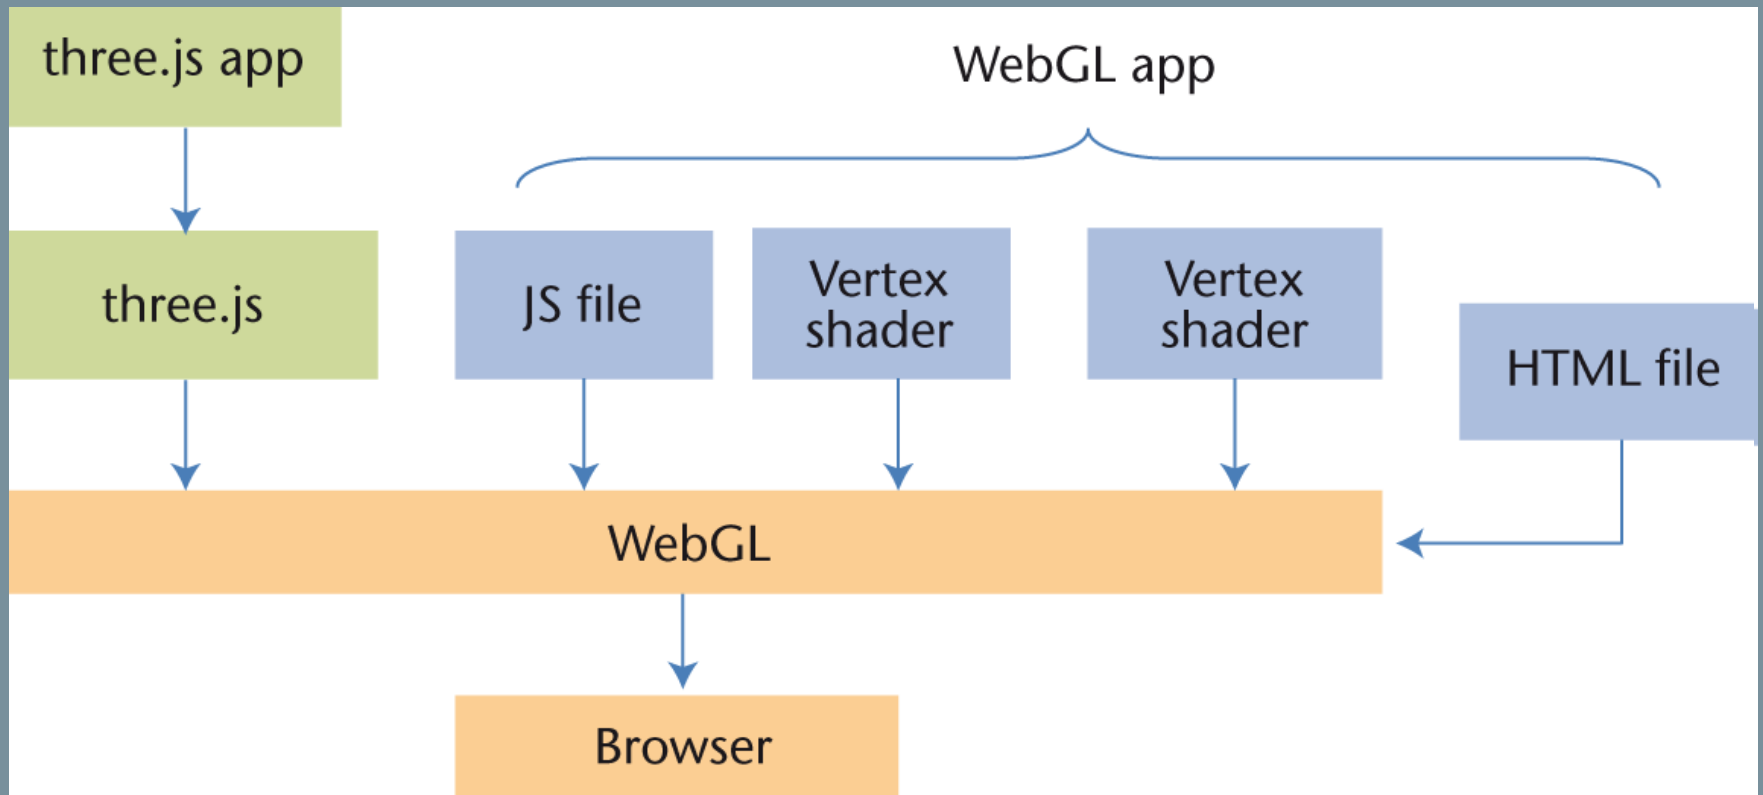 three.js app
WebGL app
three.js
JS file
Vertex
shader
Vertex
shader
HTML file
WebGL
Browser